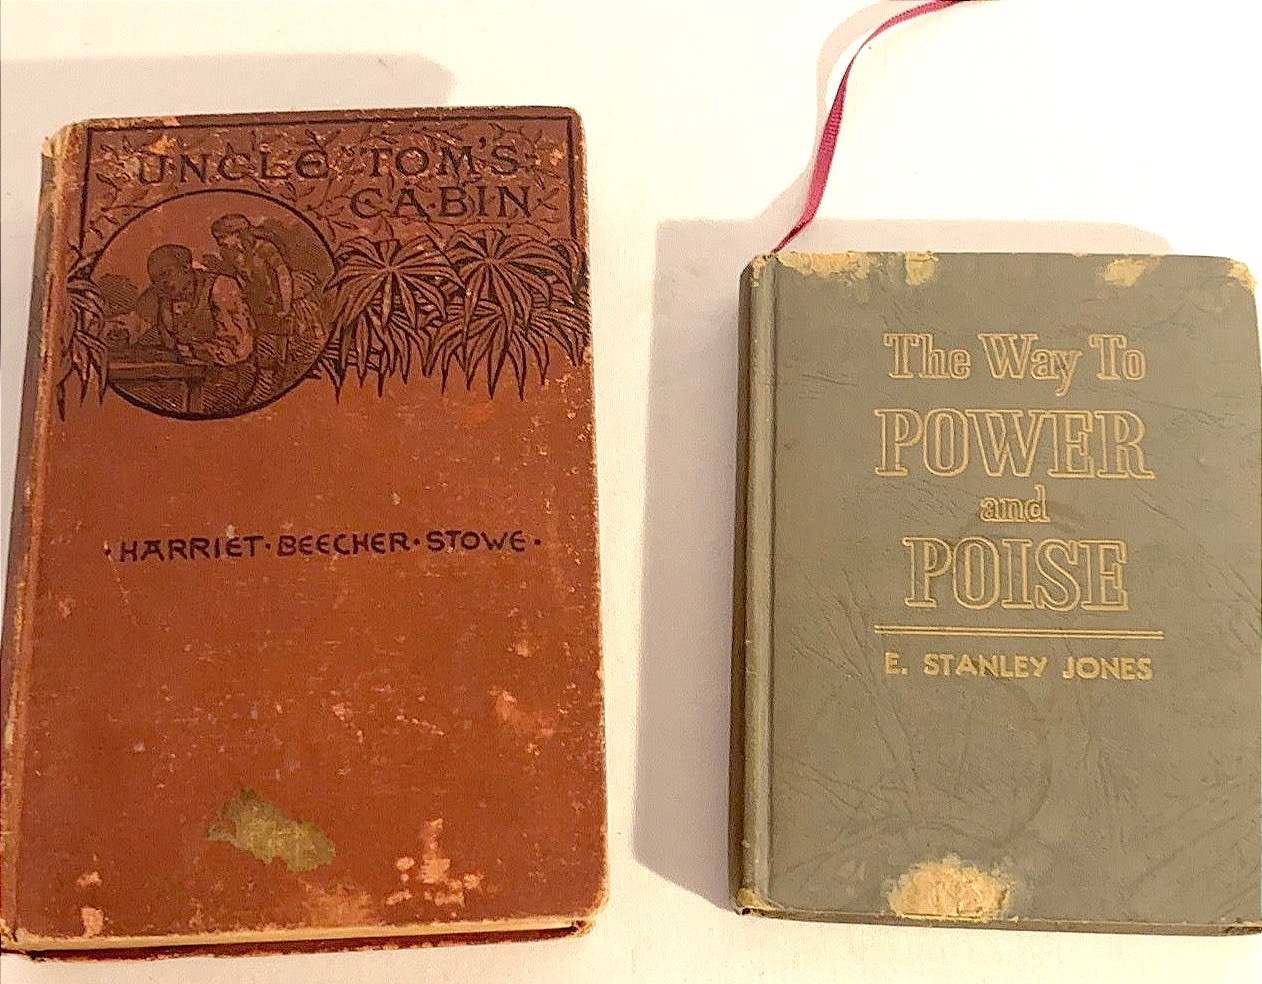 UNCLE TOM'S
CABIN
·HARRIET·BEECHER·STOWE·
The Way To
POWER
and
POISE
E. STANLEY JONES